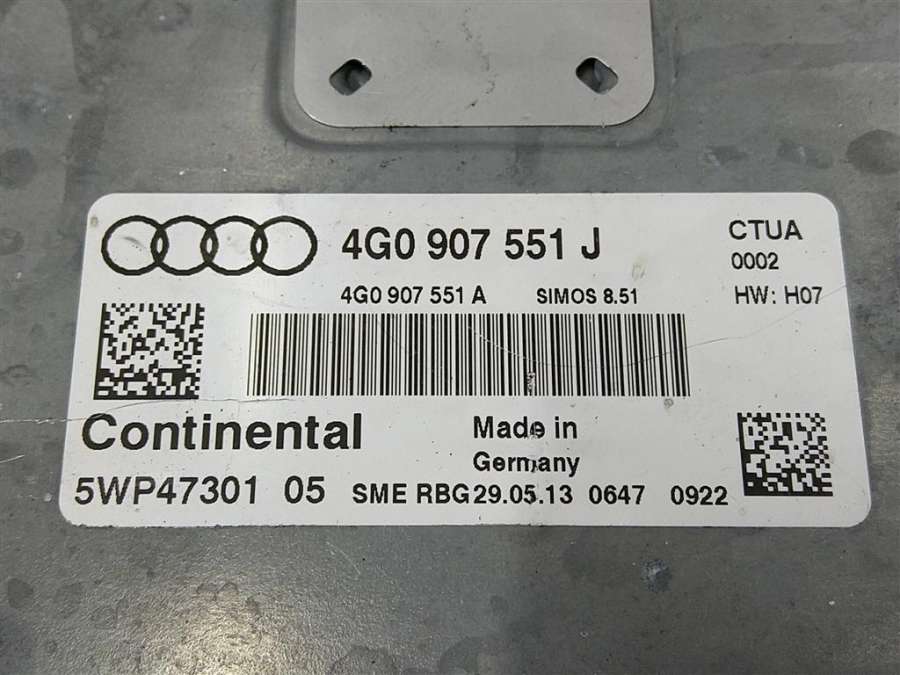 4G0 907 551 J
CTUA
0002
4G0 907 551 A SIMOS 8.51 HW: H07
Continental
Made in
Germany
5WP47301 05 SME RBG29.05.13 0647 0922